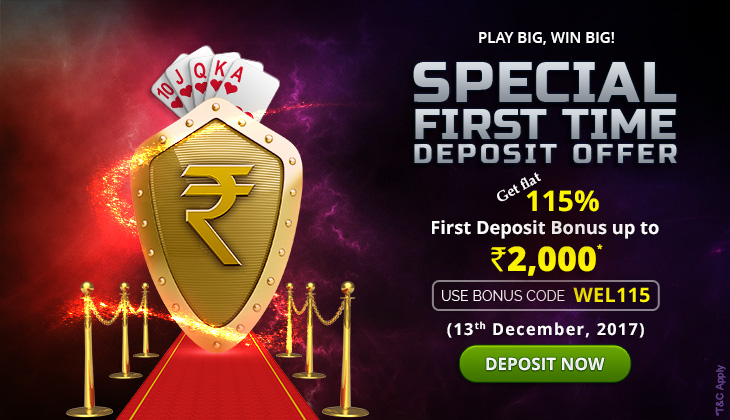 PLAY BIG, WIN BIG!
SPECIAL
FIRST TIME
DEPOSIT OFFER
Get flat
115%
First Deposit Bonus up to
₹2,000*
USE BONUS CODE WEL115
(13th December, 2017)
DEPOSIT NOW
*T&C Apply
10 J Q K A
₹